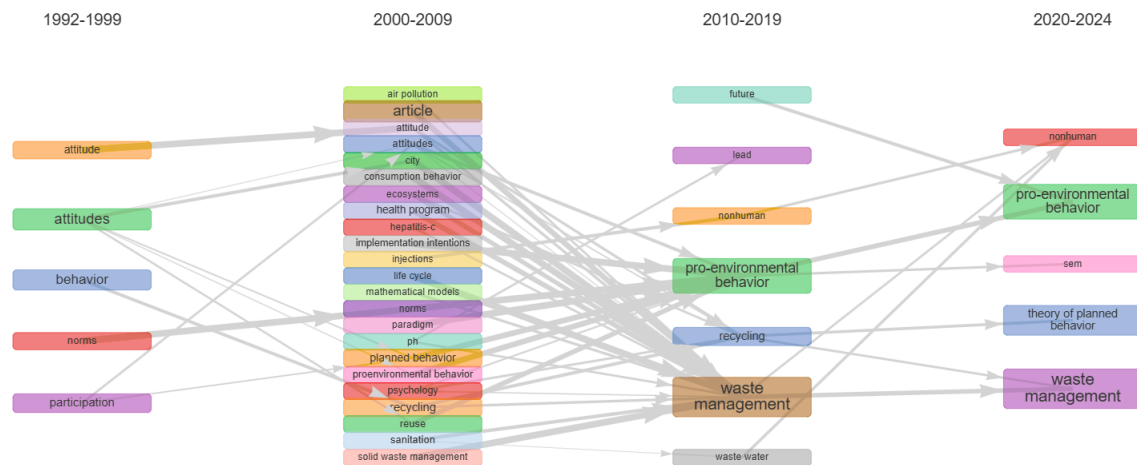 1992-1999
2000-2009
2010-2019
2020-2024
attitude
attitudes
behavior
norms
participation
air pollution
article
attitude
attitudes
city
consumption behavior
ecosystems
health program
hepatitis-c
implementation intentions
injections
life cycle
mathematical models
norms
paradigm
ph
planned behavior
proenvironmental behavior
psychology
recycling
reuse
sanitation
solid waste management
future
lead
nonhuman
pro-environmental
behavior
recycling
waste
management
waste water
nonhuman
pro-environmental
behavior
sem
theory of planned
behavior
waste
management